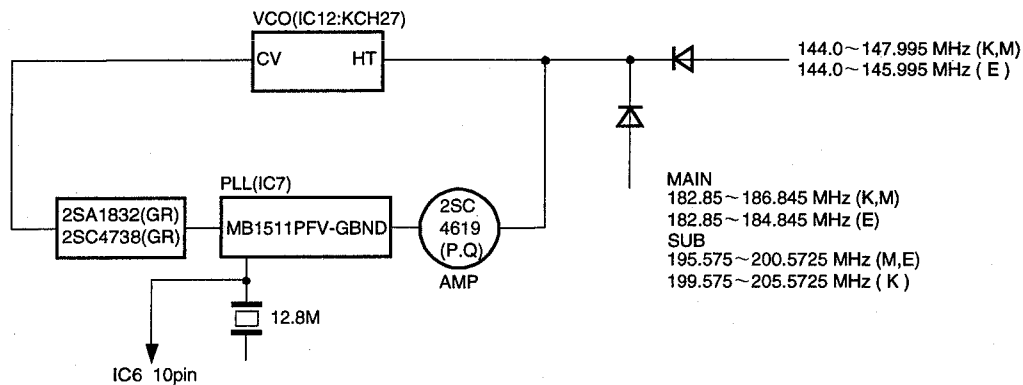 VCO(IC12:KCH27)
CV HT
144.0~147.995 MHz (K,M)
144.0~145.995 MHz ( E )
PLL(IC7)
2SA1832(GR)
2SC4738(GR)
MB1511PFV-GBND
2SC
4619
(P.Q)
AMP
MAIN
182.85~186.845 MHz (K,M)
182.85~184.845 MHz (E)
SUB
195.575~200.5725 MHz (M,E)
199.575~205.5725 MHz ( K )
12.8M
IC6 10pin